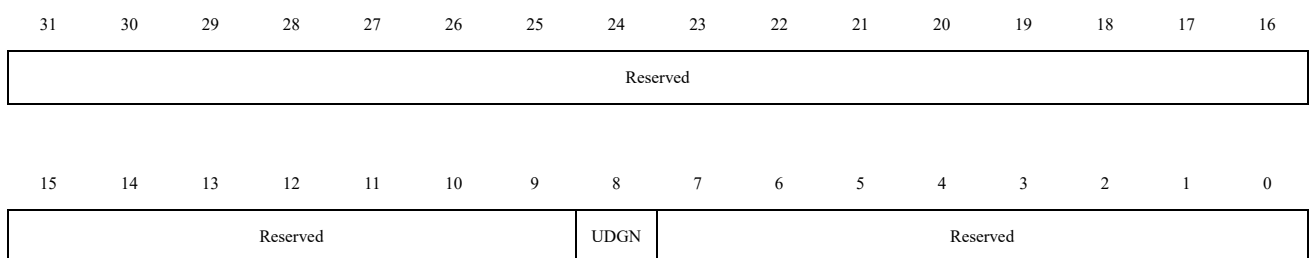 31 30 29 28 27 26 25 24 23 22 21 20 19 18 17 16
Reserved
15 14 13 12 11 10 9 8 7 6 5 4 3 2 1 0
Reserved UDGN Reserved